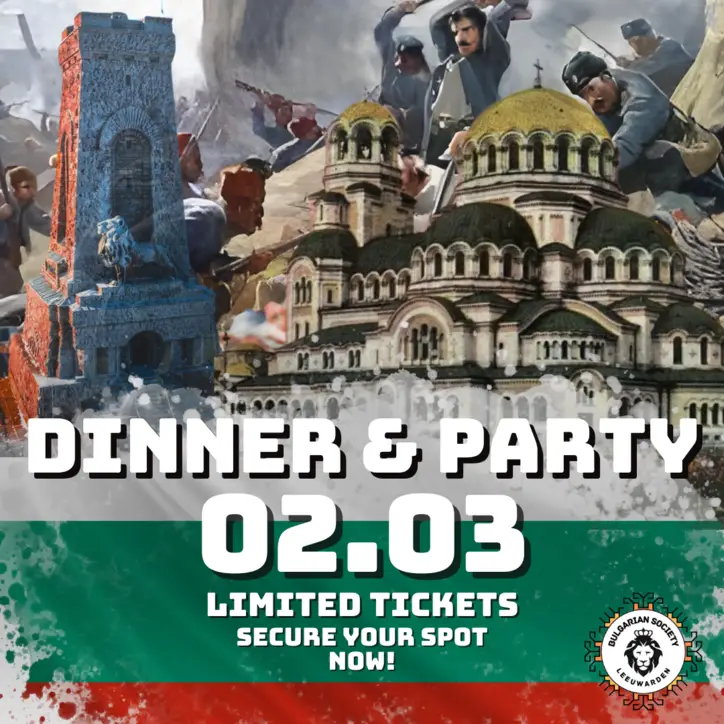 DINNER & PARTY
02.03
LIMITED TICKETS
SECURE YOUR SPOT
NOW!
BULGARIAN SOCIETY
LEEUWARDEN